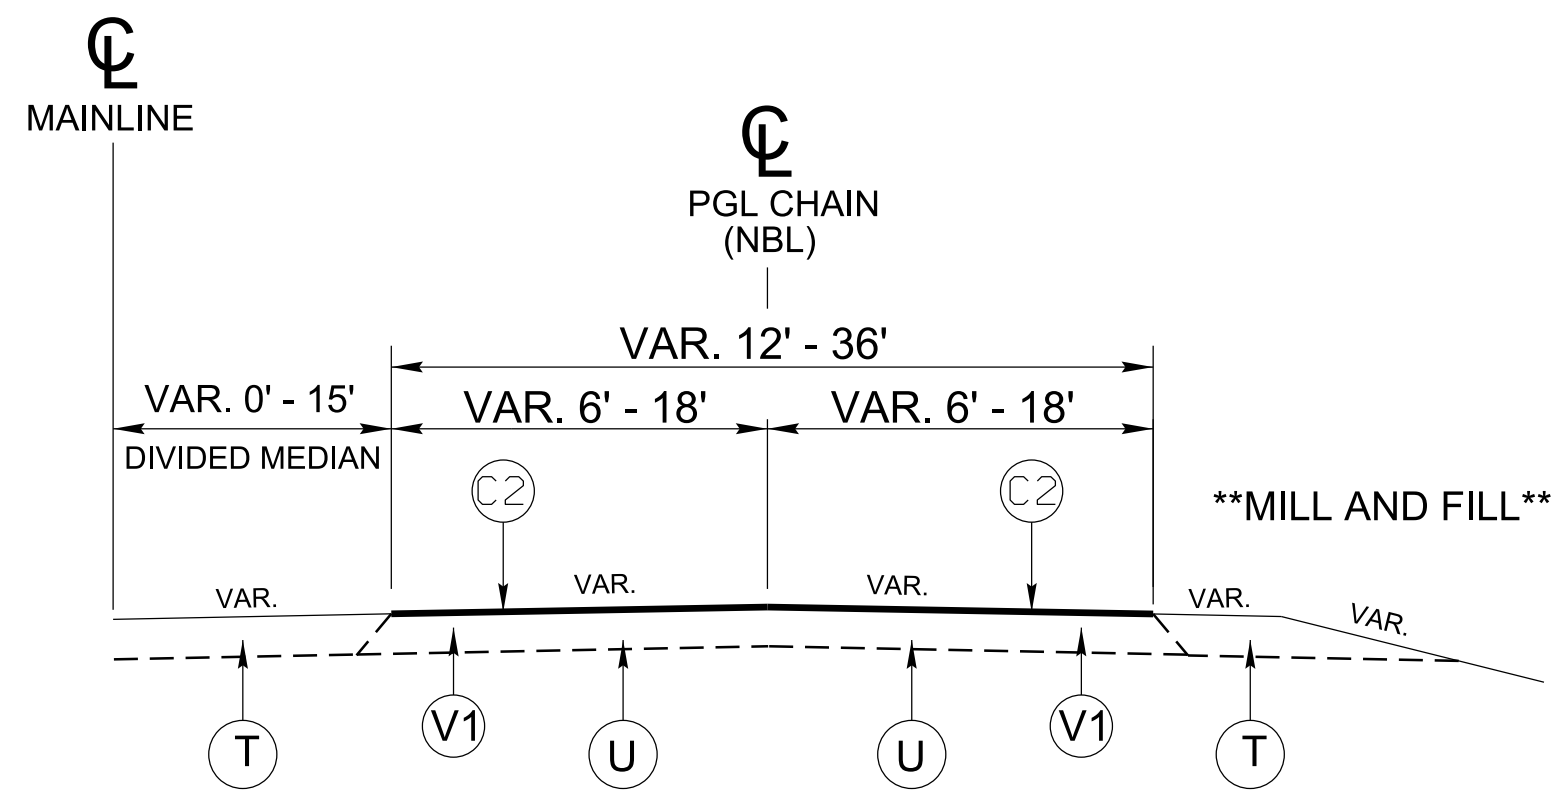 ℄
MAINLINE
℄
PGL CHAIN
(NBL)
VAR. 12' - 36'
VAR. 0' - 15'
VAR. 6' - 18'
VAR. 6' - 18'
DIVIDED MEDIAN
C2
C2
**MILL AND FILL**
VAR.
VAR.
VAR.
VAR.
VAR.
T
V1
U
U
V1
T